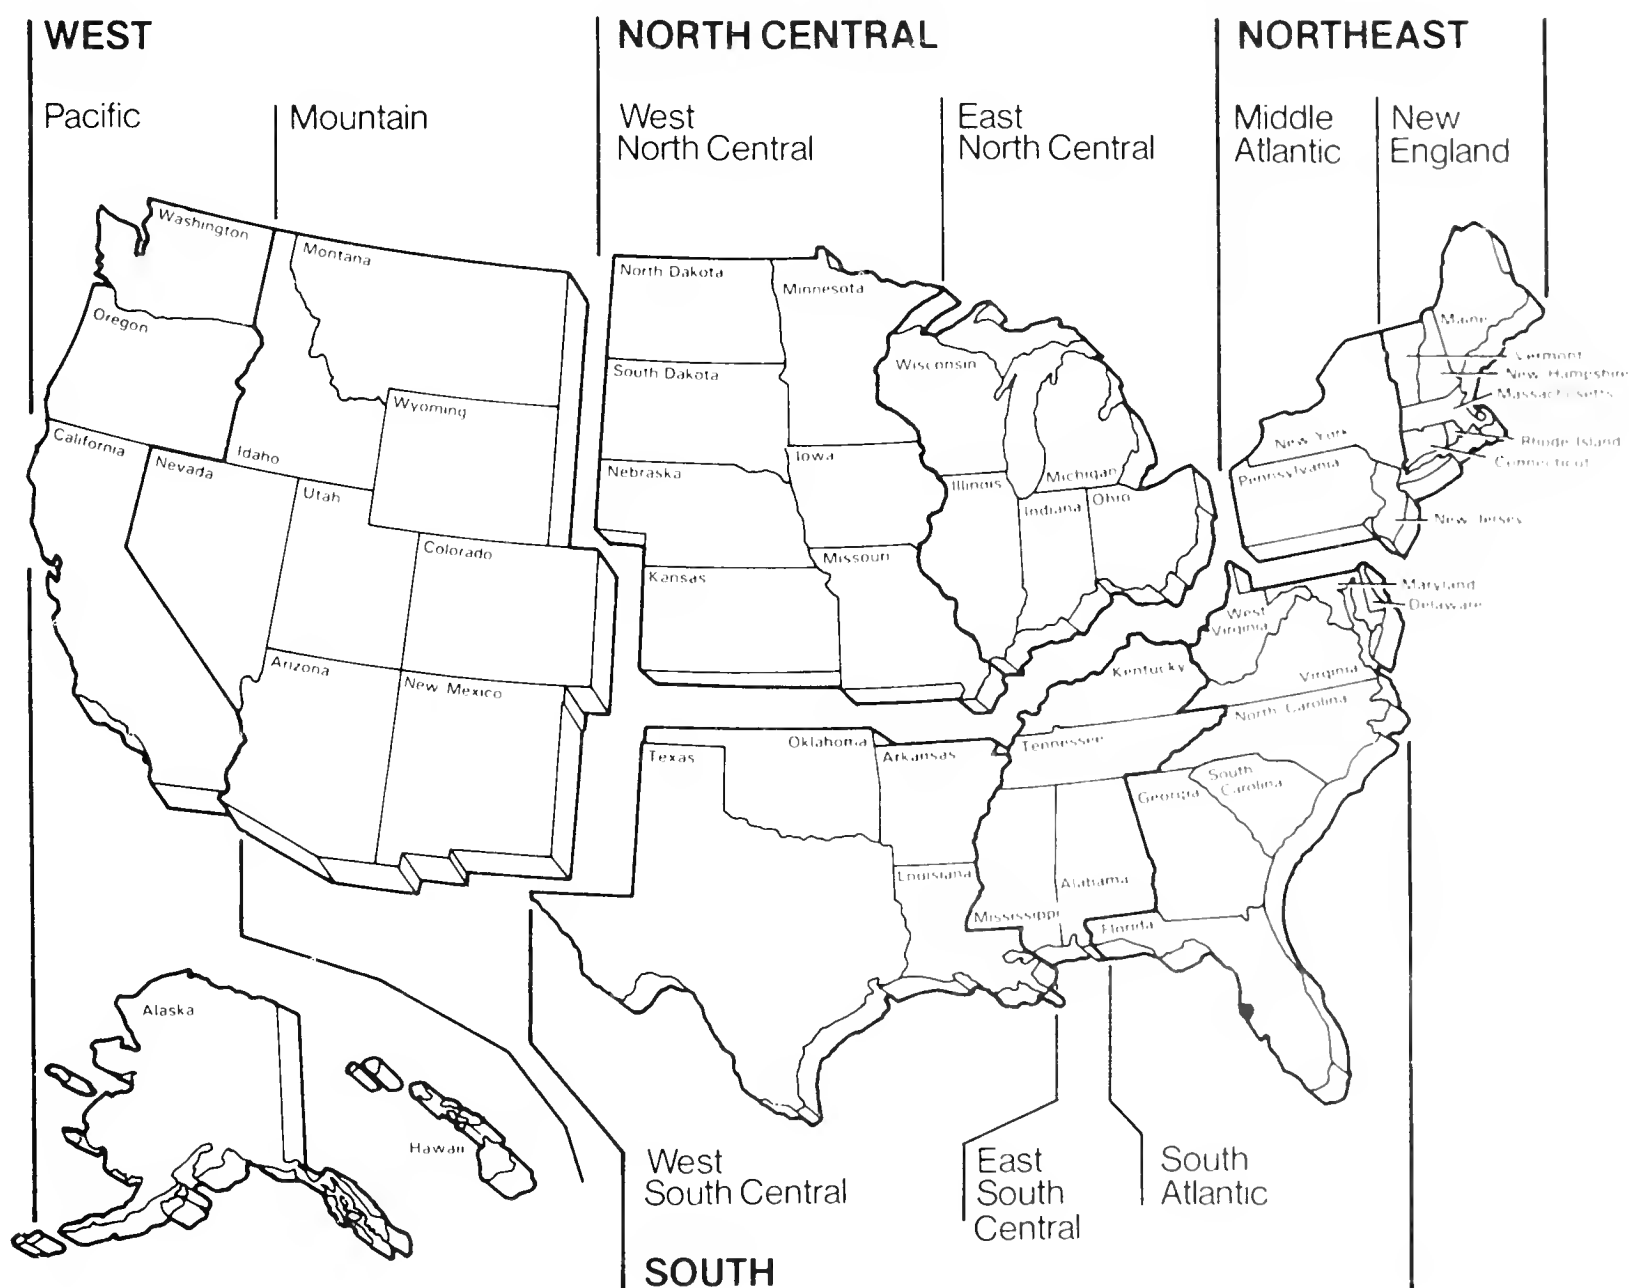 WEST
NORTH CENTRAL
NORTHEAST
Pacific
Mountain
West
North Central
East
North Central
Middle
Atlantic
New
England
Washington
Montana
Oregon
Idaho
Wyoming
California
Nevada
Utah
Colorado
Arizona
New Mexico
Alaska
Hawaii
North Dakota
Minnesota
South Dakota
Wisconsin
Nebraska
Iowa
Illinois
Michigan
Indiana
Ohio
Kansas
Missouri
Maine
Vermont
New Hampshire
Massachusetts
New York
Rhode Island
Connecticut
Pennsylvania
New Jersey
Maryland
Delaware
West
Virginia
Kentucky
Virginia
North Carolina
Tennessee
Oklahoma
Texas
Arkansas
South
Carolina
Georgia
Louisiana
Alabama
Mississippi
Florida
West
South Central
East
South
Central
South
Atlantic
SOUTH